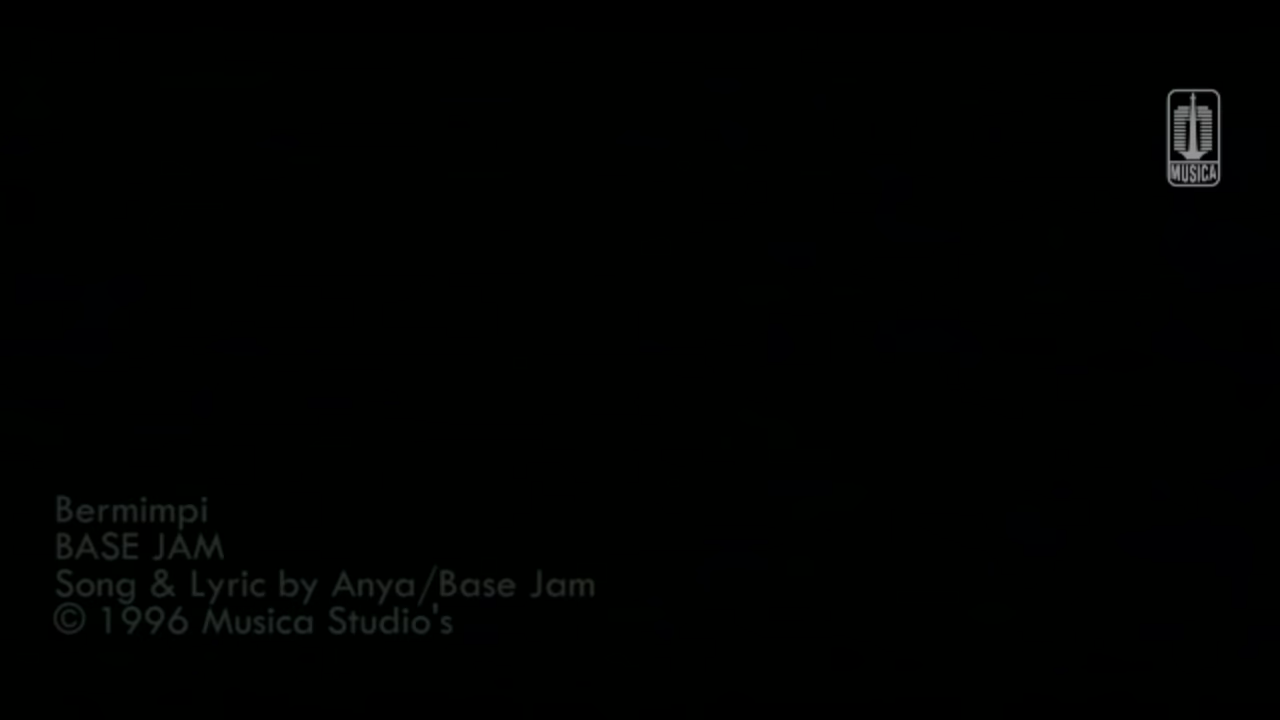 MUSICA
Bermimpi
BASE JAM
Song & Lyric by Anya/Base Jam
© 1996 Musica Studio's